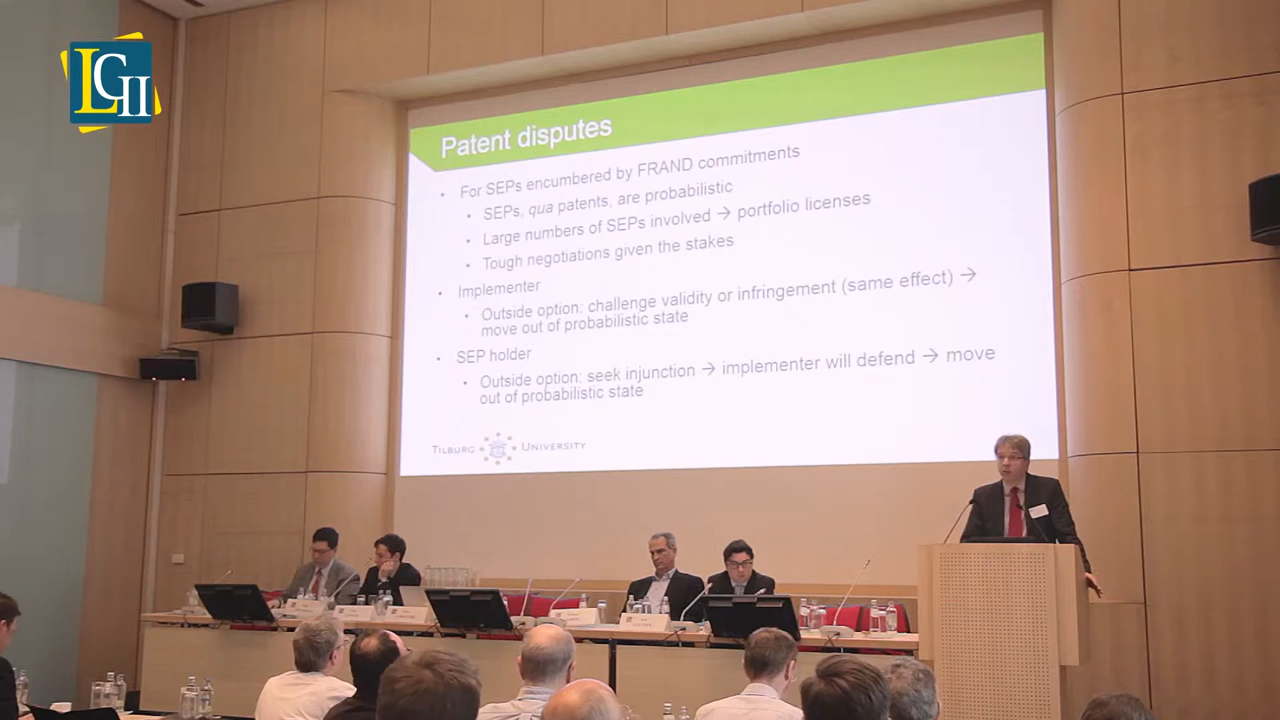 LCII
Patent disputes
• For SEPs encumbered by FRAND commitments
• SEPs, qua patents, are probabilistic
• Large numbers of SEPs involved → portfolio licenses
• Tough negotiations given the stakes
• Implementer
• Outside option: challenge validity or infringement (same effect) →
move out of probabilistic state
• SEP holder
• Outside option: seek injunction → implementer will defend → move
out of probabilistic state
TILBURG UNIVERSITY